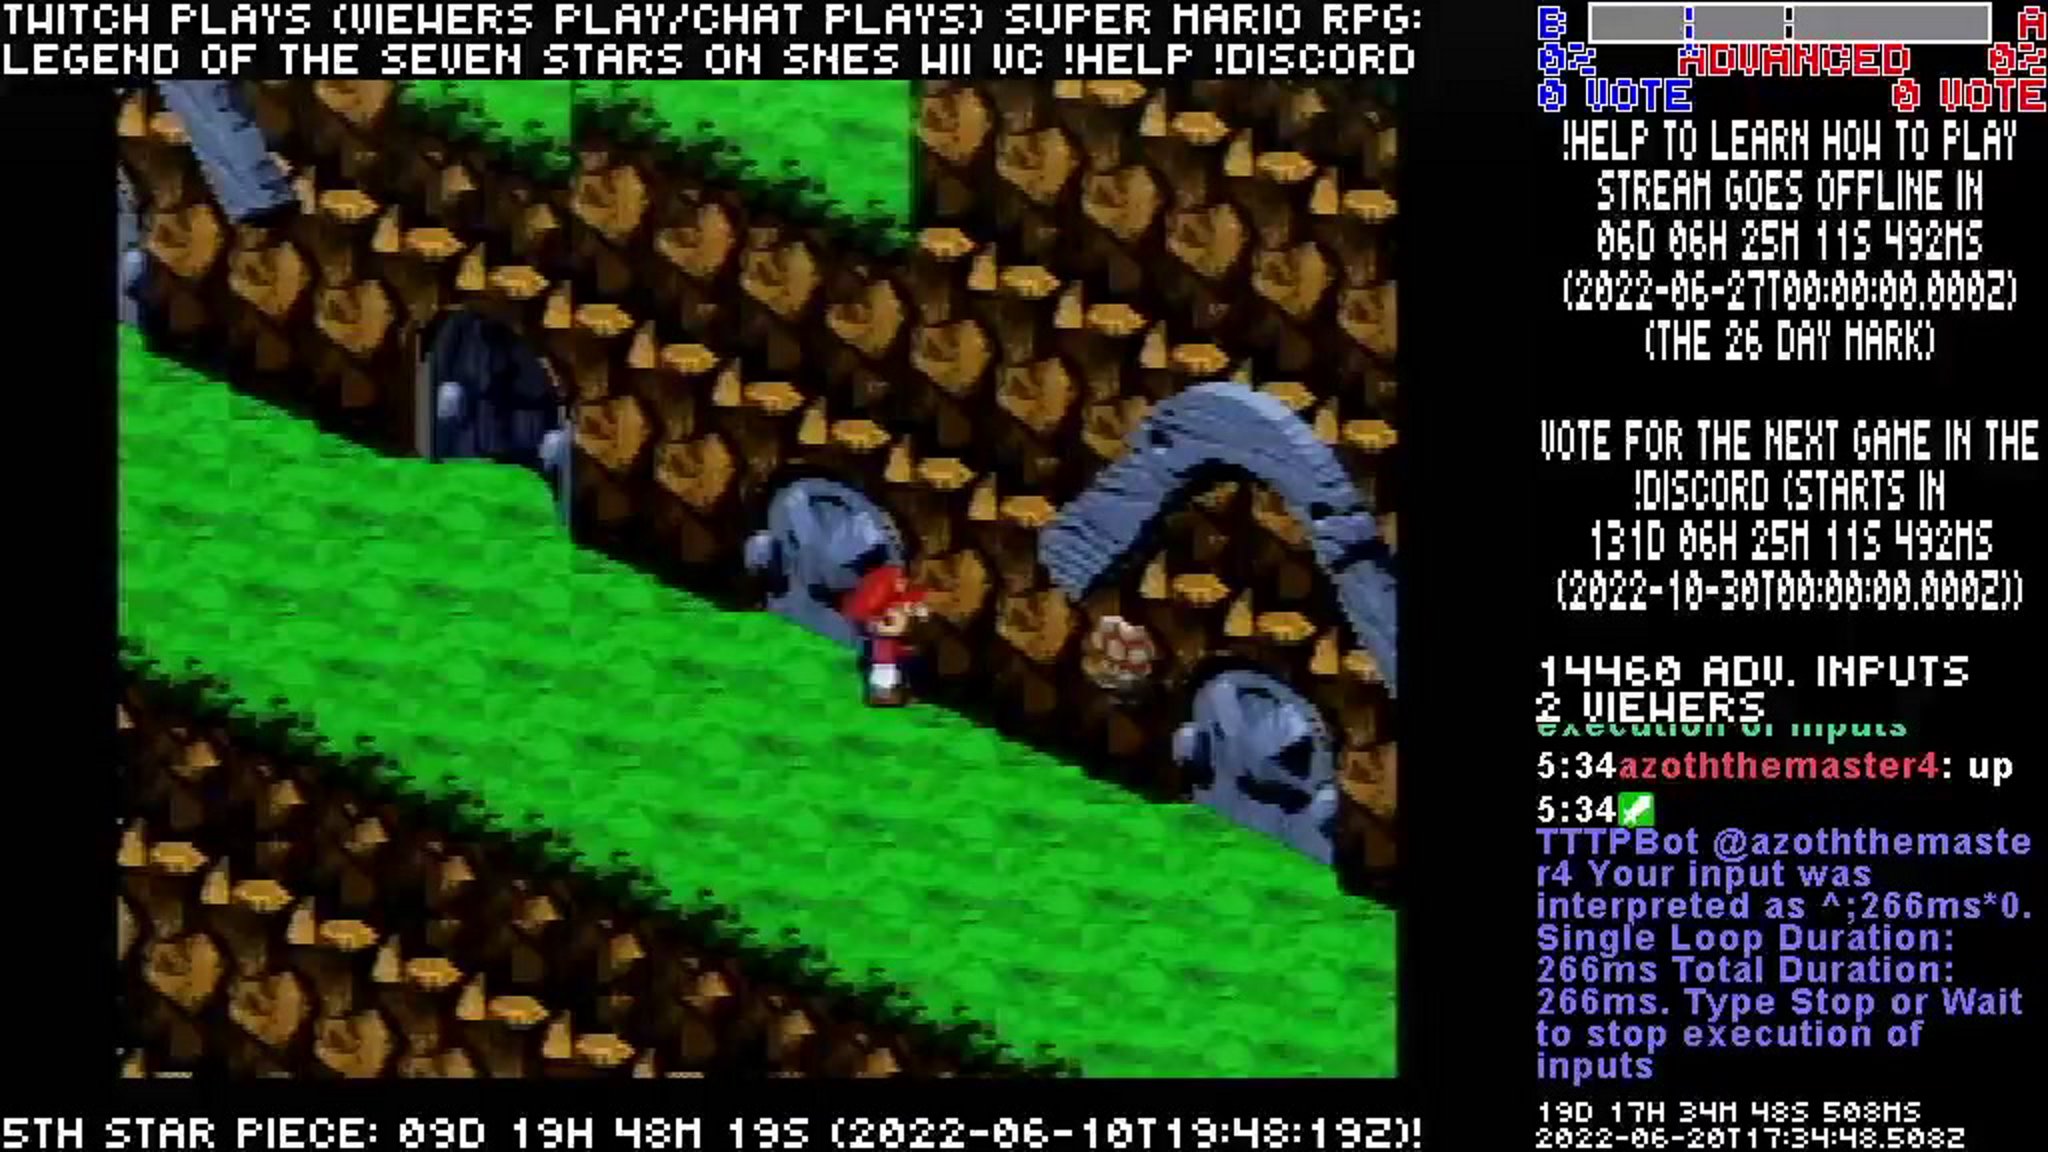 TWITCH PLAYS (VIEWERS PLAY/CHAT PLAYS) SUPER MARIO RPG:
LEGEND OF THE SEVEN STARS ON SNES WII VC !HELP !DISCORD
B A
0% ADVANCED 0%
0 VOTE 0 VOTE
!HELP TO LEARN HOW TO PLAY
STREAM GOES OFFLINE IN
06D 06H 25M 11S 492MS
(2022-06-27T00:00:00.000Z)
(THE 26 DAY MARK)
VOTE FOR THE NEXT GAME IN THE
!DISCORD (STARTS IN
131D 06H 25M 11S 492MS
(2022-10-30T00:00:00.000Z))
14460 ADV. INPUTS
2 VIEWERS
execution of inputs
5:34 azoththemaster4: up
5:34
TTTPBot @azoththemaste
r4 Your input was
interpreted as ^;266ms*0.
Single Loop Duration:
266ms Total Duration:
266ms. Type Stop or Wait
to stop execution of
inputs
19D 17H 34M 48S 508MS
2022-06-20T17:34:48.508Z
5TH STAR PIECE: 09D 19H 48M 19S (2022-06-10T19:48:19Z)!